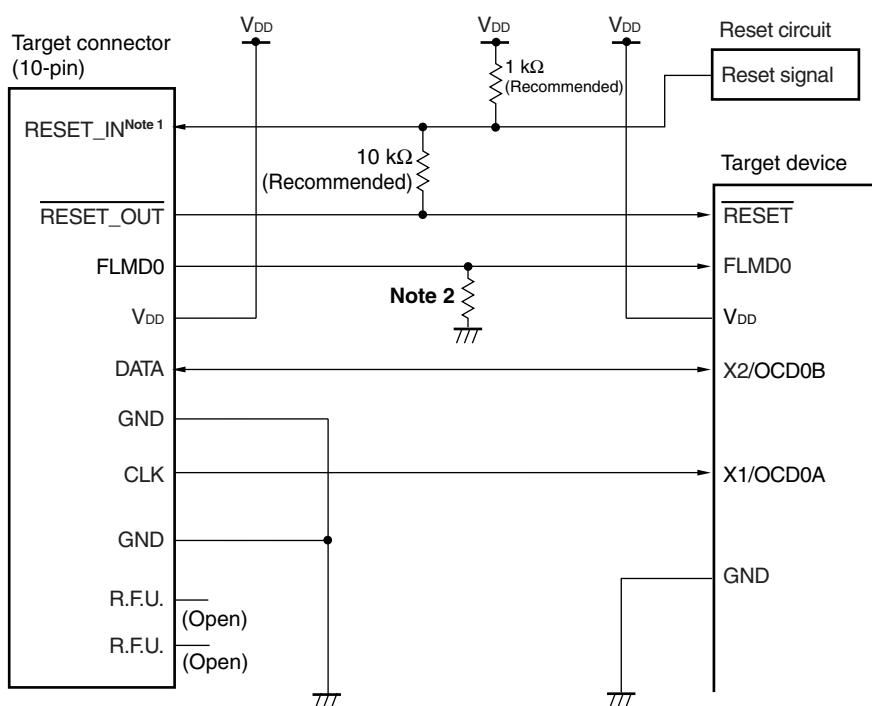 VDD
VDD
VDD
Reset circuit
Target connector
(10-pin)
1 kΩ
(Recommended)
Reset signal
RESET_IN Note 1
10 kΩ
(Recommended)
Target device
RESET_OUT
RESET
FLMD0
FLMD0
Note 2
VDD
VDD
DATA
X2/OCD0B
GND
CLK
X1/OCD0A
GND
GND
R.F.U.
(Open)
R.F.U.
(Open)